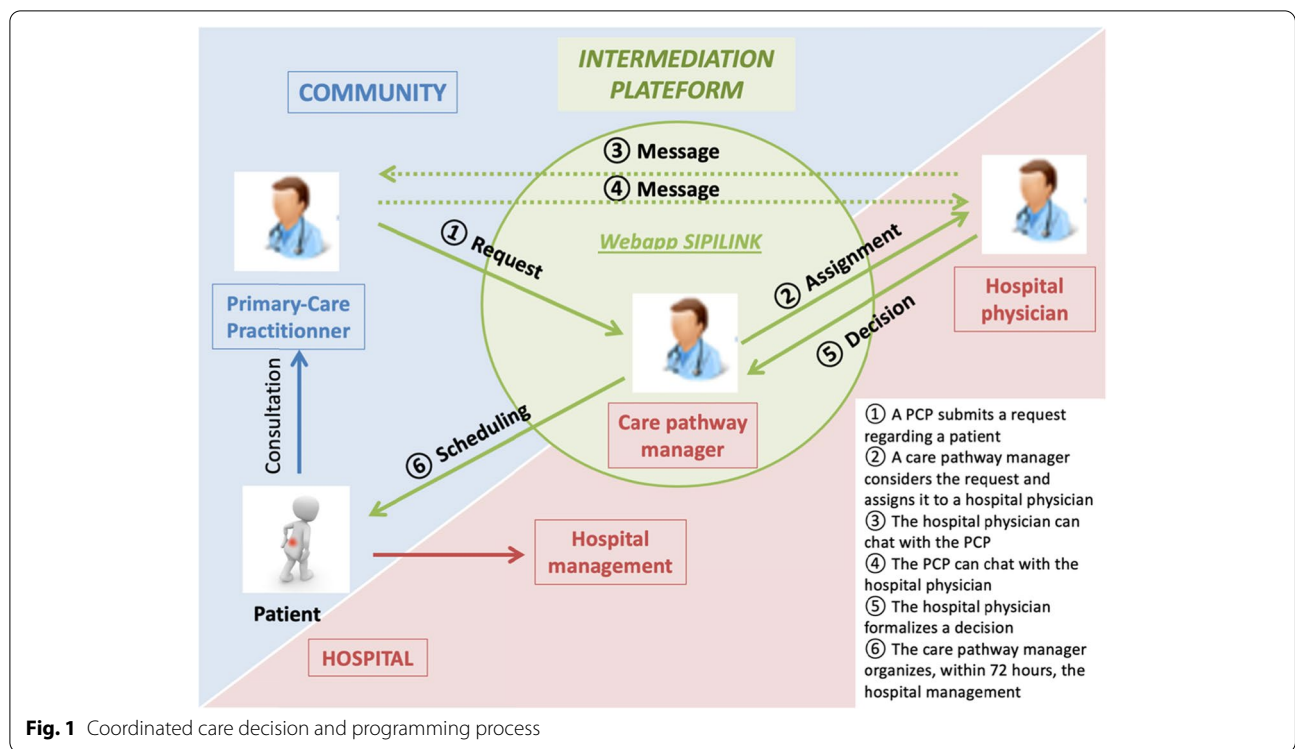 INTERMEDIATION
PLATEFORM
COMMUNITY
③ Message
④ Message
Webapp SIPILINK
① Request
② Assignment
⑤ Decision
Primary-Care
Practitionner
Hospital
physician
Consultation
⑥ Scheduling
Care pathway
manager
Hospital
management
Patient
HOSPITAL
① A PCP submits a request
regarding a patient
② A care pathway manager
considers the request and
assigns it to a hospital physician
③ The hospital physician can
chat with the PCP
④ The PCP can chat with the
hospital physician
⑤ The hospital physician
formalizes a decision
⑥ The care pathway manager
organizes, within 72 hours, the
hospital management
Fig. 1 Coordinated care decision and programming process